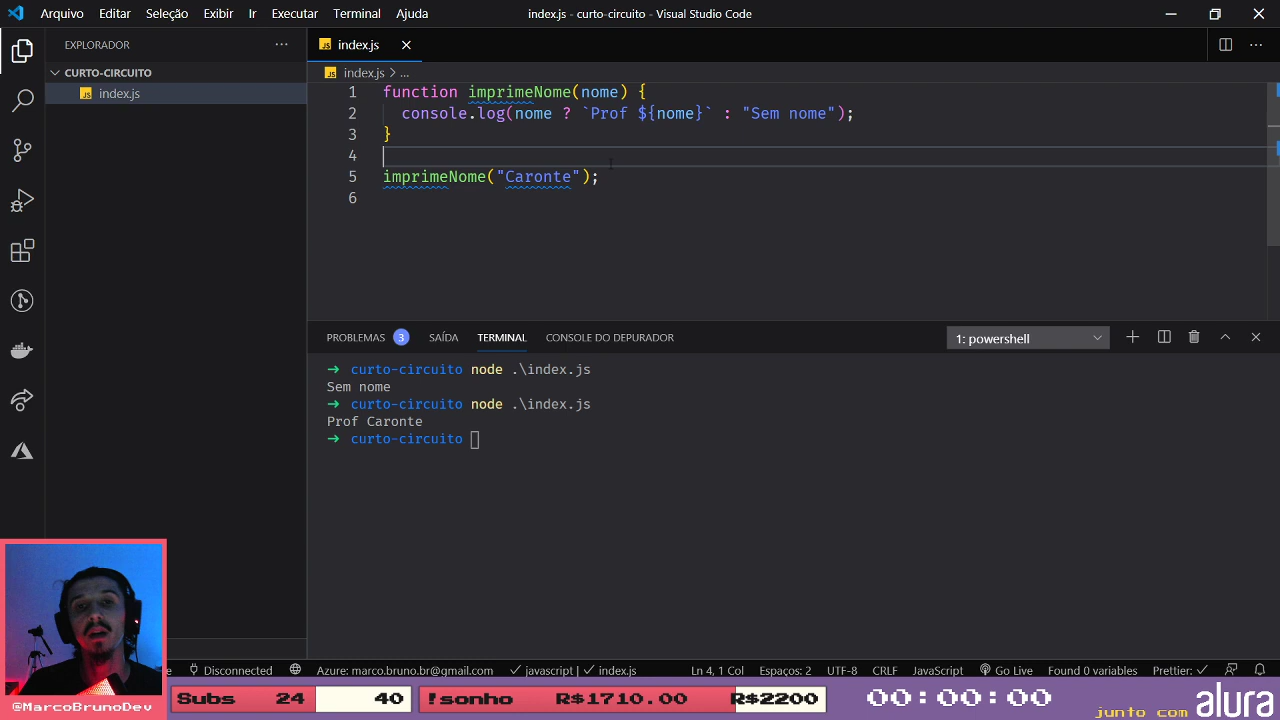 Arquivo Editar Seleção Exibir Ir Executar Terminal Ajuda index.js - curto-circuito - Visual Studio Code
EXPLORADOR
CURTO-CIRCUITO
index.js
index.js
index.js > ...
1 function imprimeNome(nome) {
2 console.log(nome ? `Prof ${nome}` : "Sem nome");
3 }
4
5 imprimeNome("Caronte");
6
PROBLEMAS 3 SAÍDA TERMINAL CONSOLE DO DEPURADOR 1: powershell
→ curto-circuito node .\index.js
Sem nome
→ curto-circuito node .\index.js
Prof Caronte
→ curto-circuito
Disconnected Azure: marco.bruno.br@gmail.com javascript | index.js Ln 4, 1 Col Espaços: 2 UTF-8 CRLF JavaScript Go Live Found 0 variables Prettier:
@MarcoBrunoDev
Subs 24 40 !sonho R$1710.00 R$2200 00:00:00 junto com alura